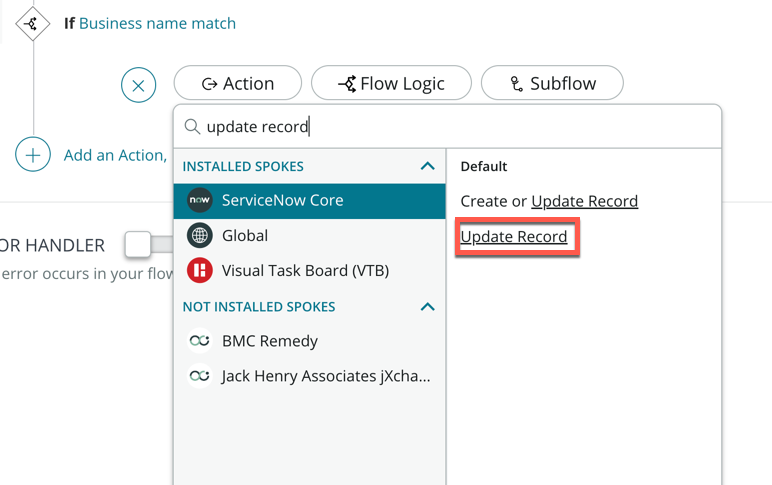 If Business name match
Action
Flow Logic
Subflow
update record
Add an Action,
INSTALLED SPOKES
now ServiceNow Core
Global
Visual Task Board (VTB)
NOT INSTALLED SPOKES
BMC Remedy
Jack Henry Associates jXcha...
Default
Create or Update Record
Update Record
OR HANDLER
error occurs in your flow